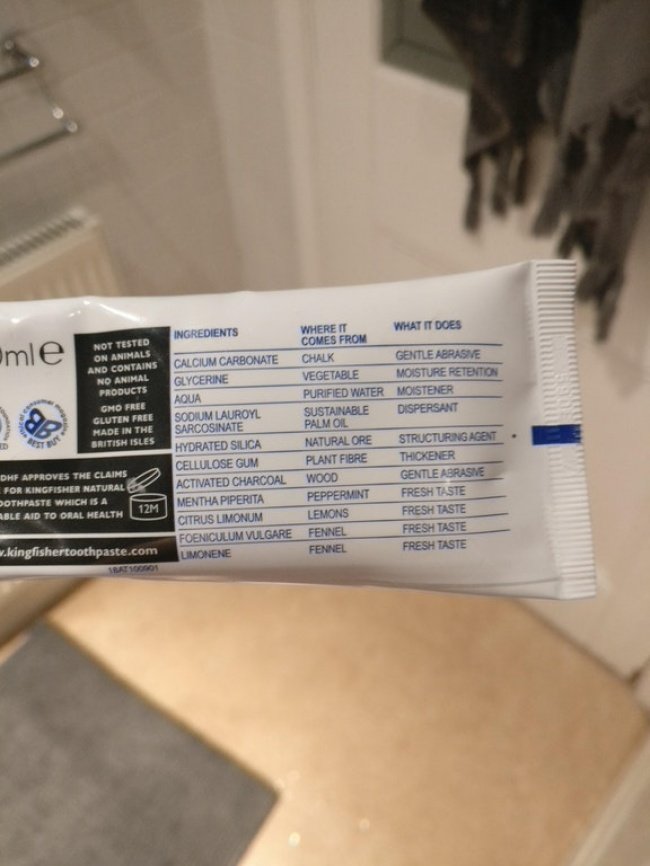 ml e
NOT TESTED
ON ANIMALS
AND CONTAINS
NO ANIMAL
PRODUCTS
GMO FREE
GLUTEN FREE
MADE IN THE
BRITISH ISLES
BEST BUY
DHF APPROVES THE CLAIMS
FOR KINGFISHER NATURAL
OOTHPASTE WHICH IS A
ABLE AID TO ORAL HEALTH
12M
.kingfishertoothpaste.com
INGREDIENTS WHERE IT COMES FROM WHAT IT DOES
CALCIUM CARBONATE CHALK GENTLE ABRASIVE
GLYCERINE VEGETABLE MOISTURE RETENTION
AQUA PURIFIED WATER MOISTENER
SODIUM LAUROYL SARCOSINATE SUSTAINABLE PALM OIL DISPERSANT
HYDRATED SILICA NATURAL ORE STRUCTURING AGENT
CELLULOSE GUM PLANT FIBRE THICKENER
ACTIVATED CHARCOAL WOOD GENTLE ABRASIVE
MENTHA PIPERITA PEPPERMINT FRESH TASTE
CITRUS LIMONUM LEMONS FRESH TASTE
FOENICULUM VULGARE FENNEL FRESH TASTE
LIMONENE FENNEL FRESH TASTE